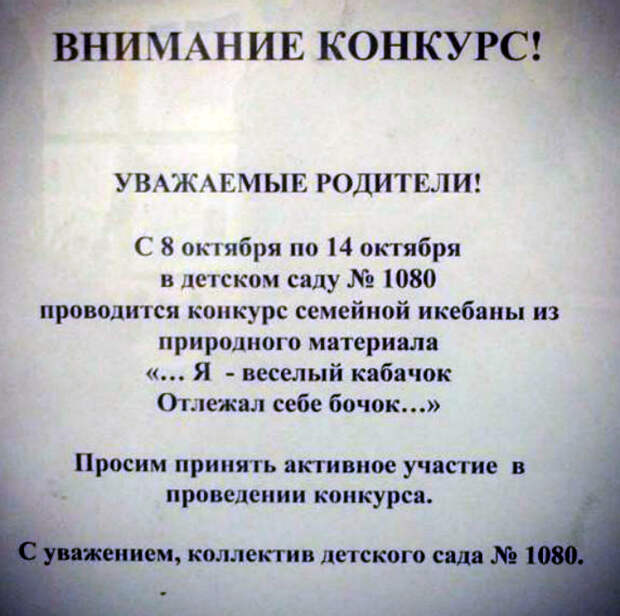 ВНИМАНИЕ КОНКУРС!
УВАЖАЕМЫЕ РОДИТЕЛИ!
С 8 октября по 14 октября
в детском саду № 1080
проводится конкурс семейной икебаны из
природного материала
«... Я - веселый кабачок
Отлежал себе бочок...»
Просим принять активное участие в
проведении конкурса.
С уважением, коллектив детского сада № 1080.